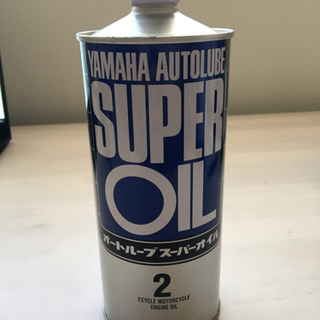 YAMAHA AUTOLUBE
SUPER
OIL
オートルーブスーパーオイル
2
2 CYCLE MOTORCYCLE
ENGINE OIL